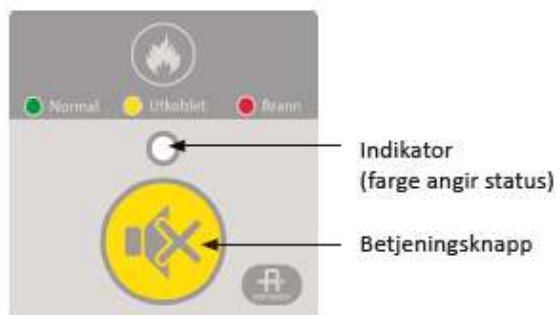 Normal Utkoblet Brann
Indikator
(farge angir status)
Betjeningsknapp